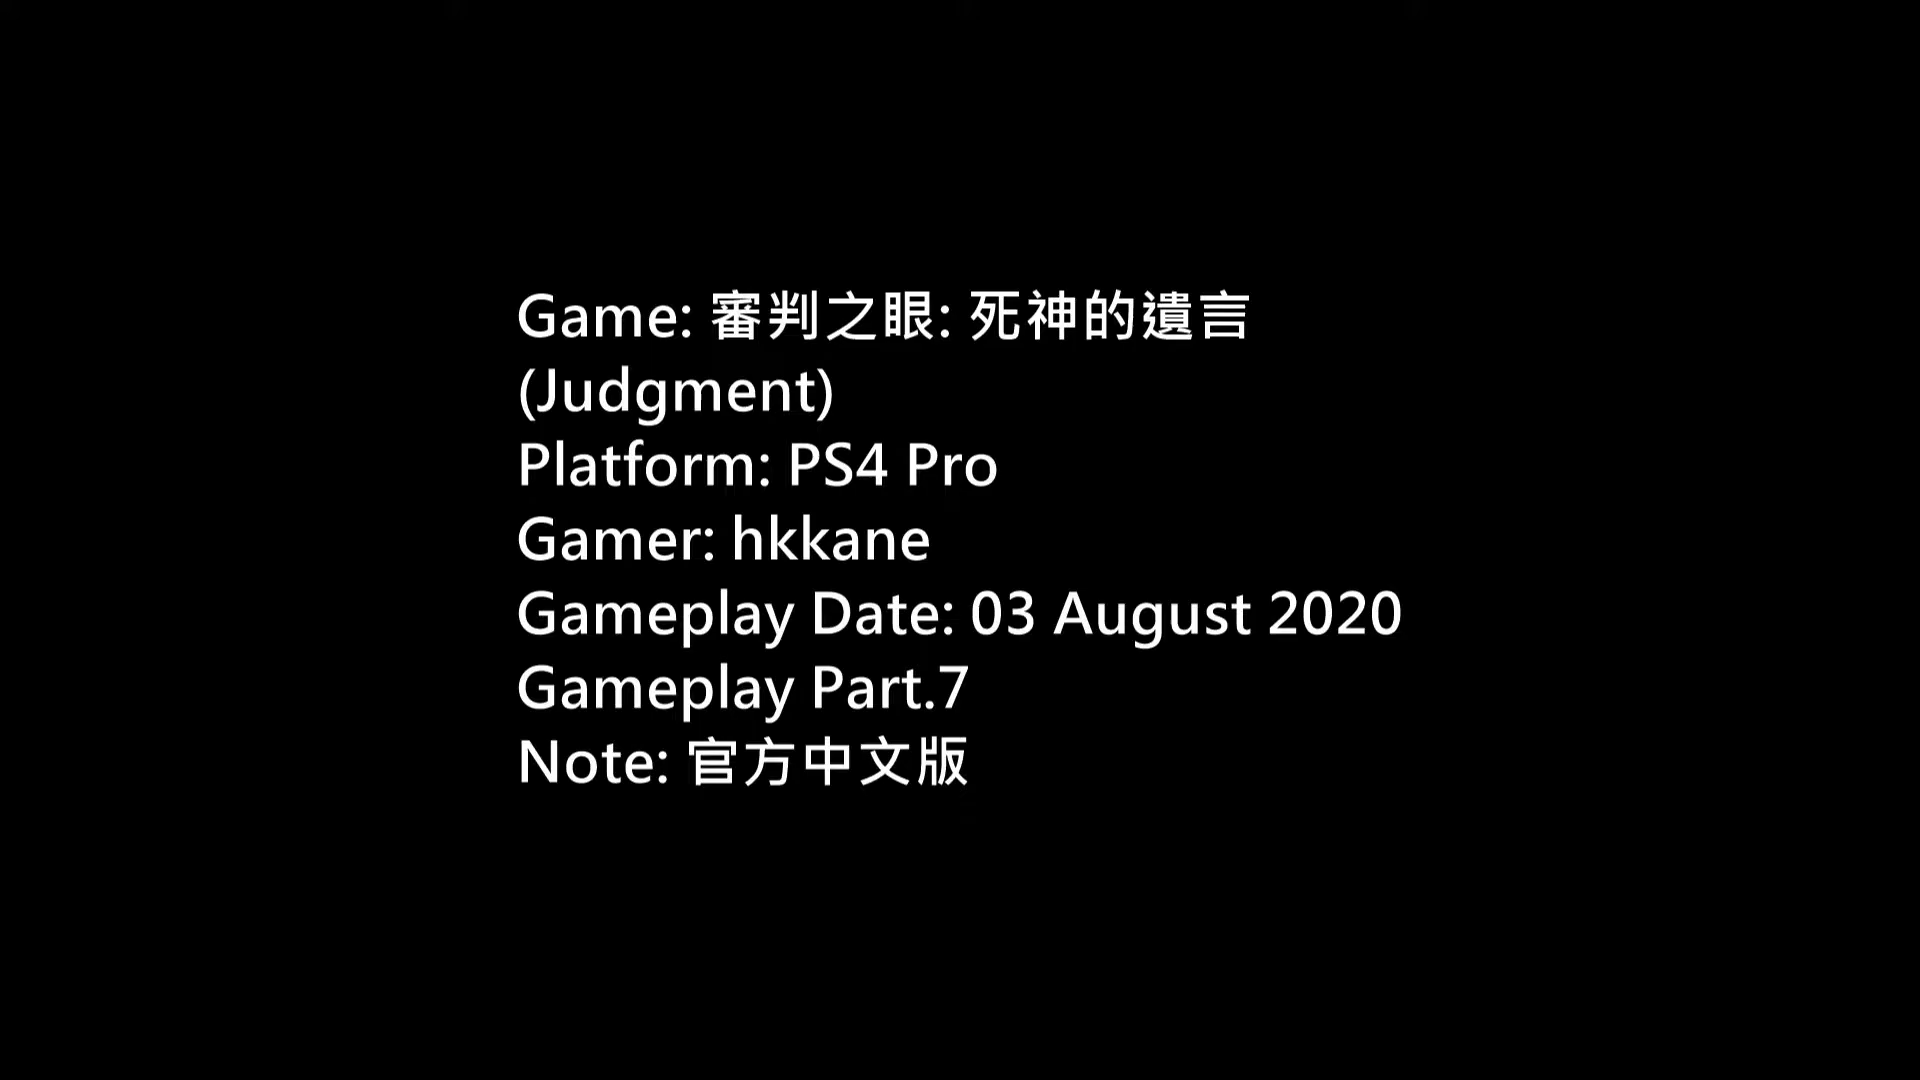 Game: 審判之眼: 死神的遺言
(Judgment)
Platform: PS4 Pro
Gamer: hkkane
Gameplay Date: 03 August 2020
Gameplay Part.7
Note: 官方中文版